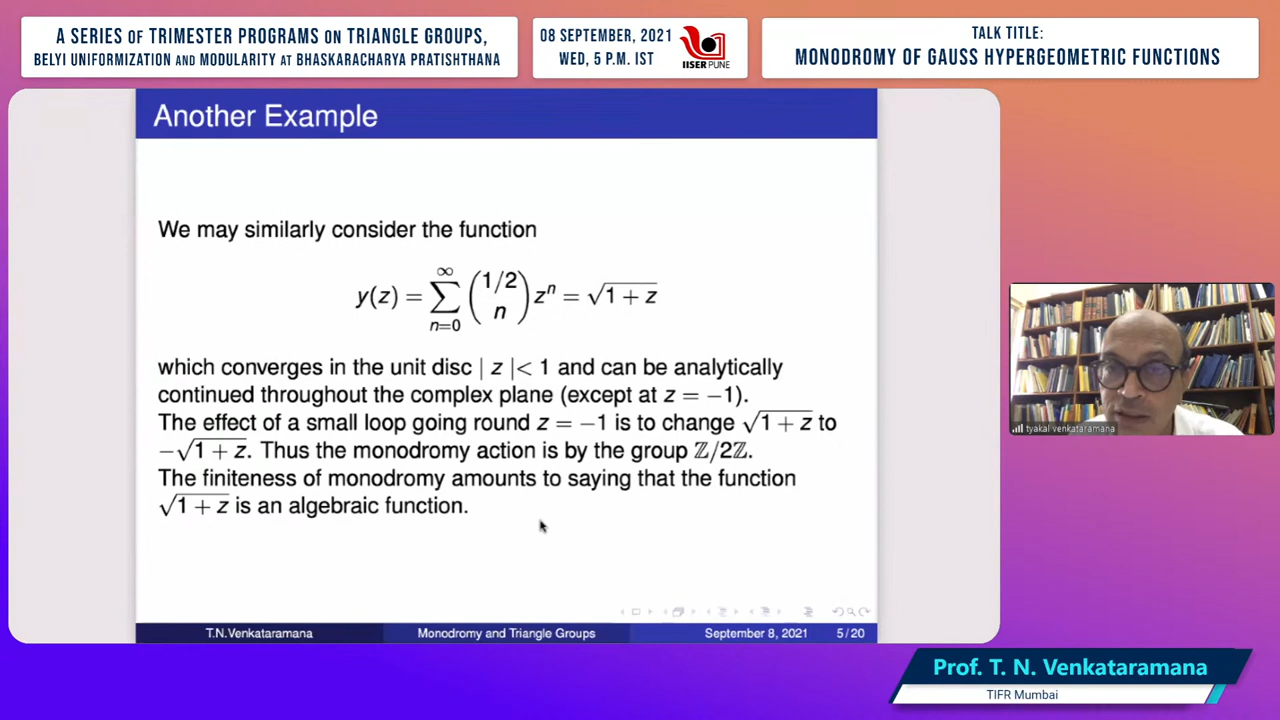 A SERIES OF TRIMESTER PROGRAMS ON TRIANGLE GROUPS,
BELYI UNIFORMIZATION AND MODULARITY AT BHASKARACHARYA PRATISHTHANA
08 SEPTEMBER, 2021
WED, 5 P.M. IST
IISER PUNE
TALK TITLE:
MONODROMY OF GAUSS HYPERGEOMETRIC FUNCTIONS
Another Example
We may similarly consider the function
y(z) = ∑_{n=0}^{∞} \binom{1/2}{n} z^n = √(1 + z)
which converges in the unit disc | z |< 1 and can be analytically
continued throughout the complex plane (except at z = −1).
The effect of a small loop going round z = −1 is to change √(1 + z) to
−√(1 + z). Thus the monodromy action is by the group ℤ/2ℤ.
The finiteness of monodromy amounts to saying that the function
√(1 + z) is an algebraic function.
tyakal venkataramana
T.N.Venkataramana
Monodromy and Triangle Groups
September 8, 2021
5/20
Prof. T. N. Venkataramana
TIFR Mumbai